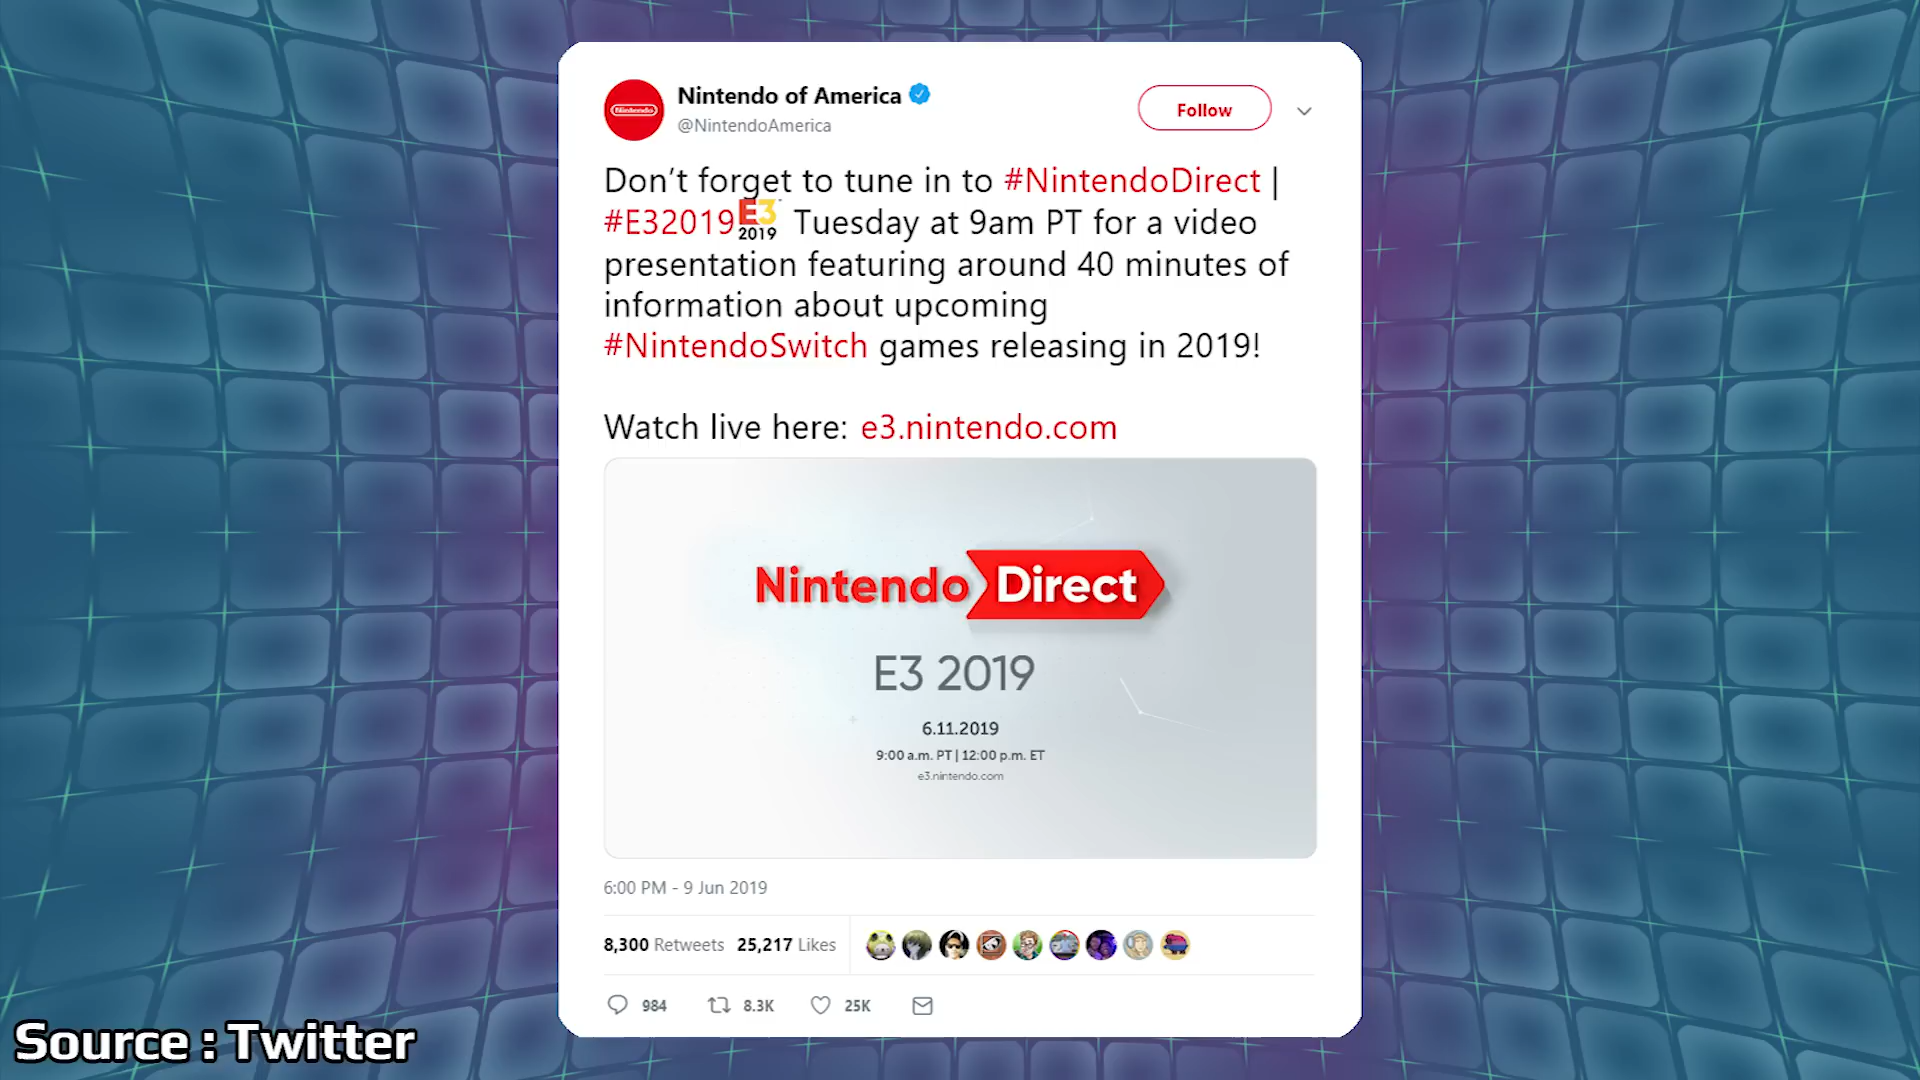 Nintendo
Nintendo of America
@NintendoAmerica
Follow
Don't forget to tune in to #NintendoDirect |
#E32019 E3 2019 Tuesday at 9am PT for a video
presentation featuring around 40 minutes of
information about upcoming
#NintendoSwitch games releasing in 2019!
Watch live here: e3.nintendo.com
Nintendo Direct
E3 2019
6.11.2019
9:00 a.m. PT | 12:00 p.m. ET
e3.nintendo.com
6:00 PM - 9 Jun 2019
8,300 Retweets 25,217 Likes
984 8.3K 25K
Source : Twitter